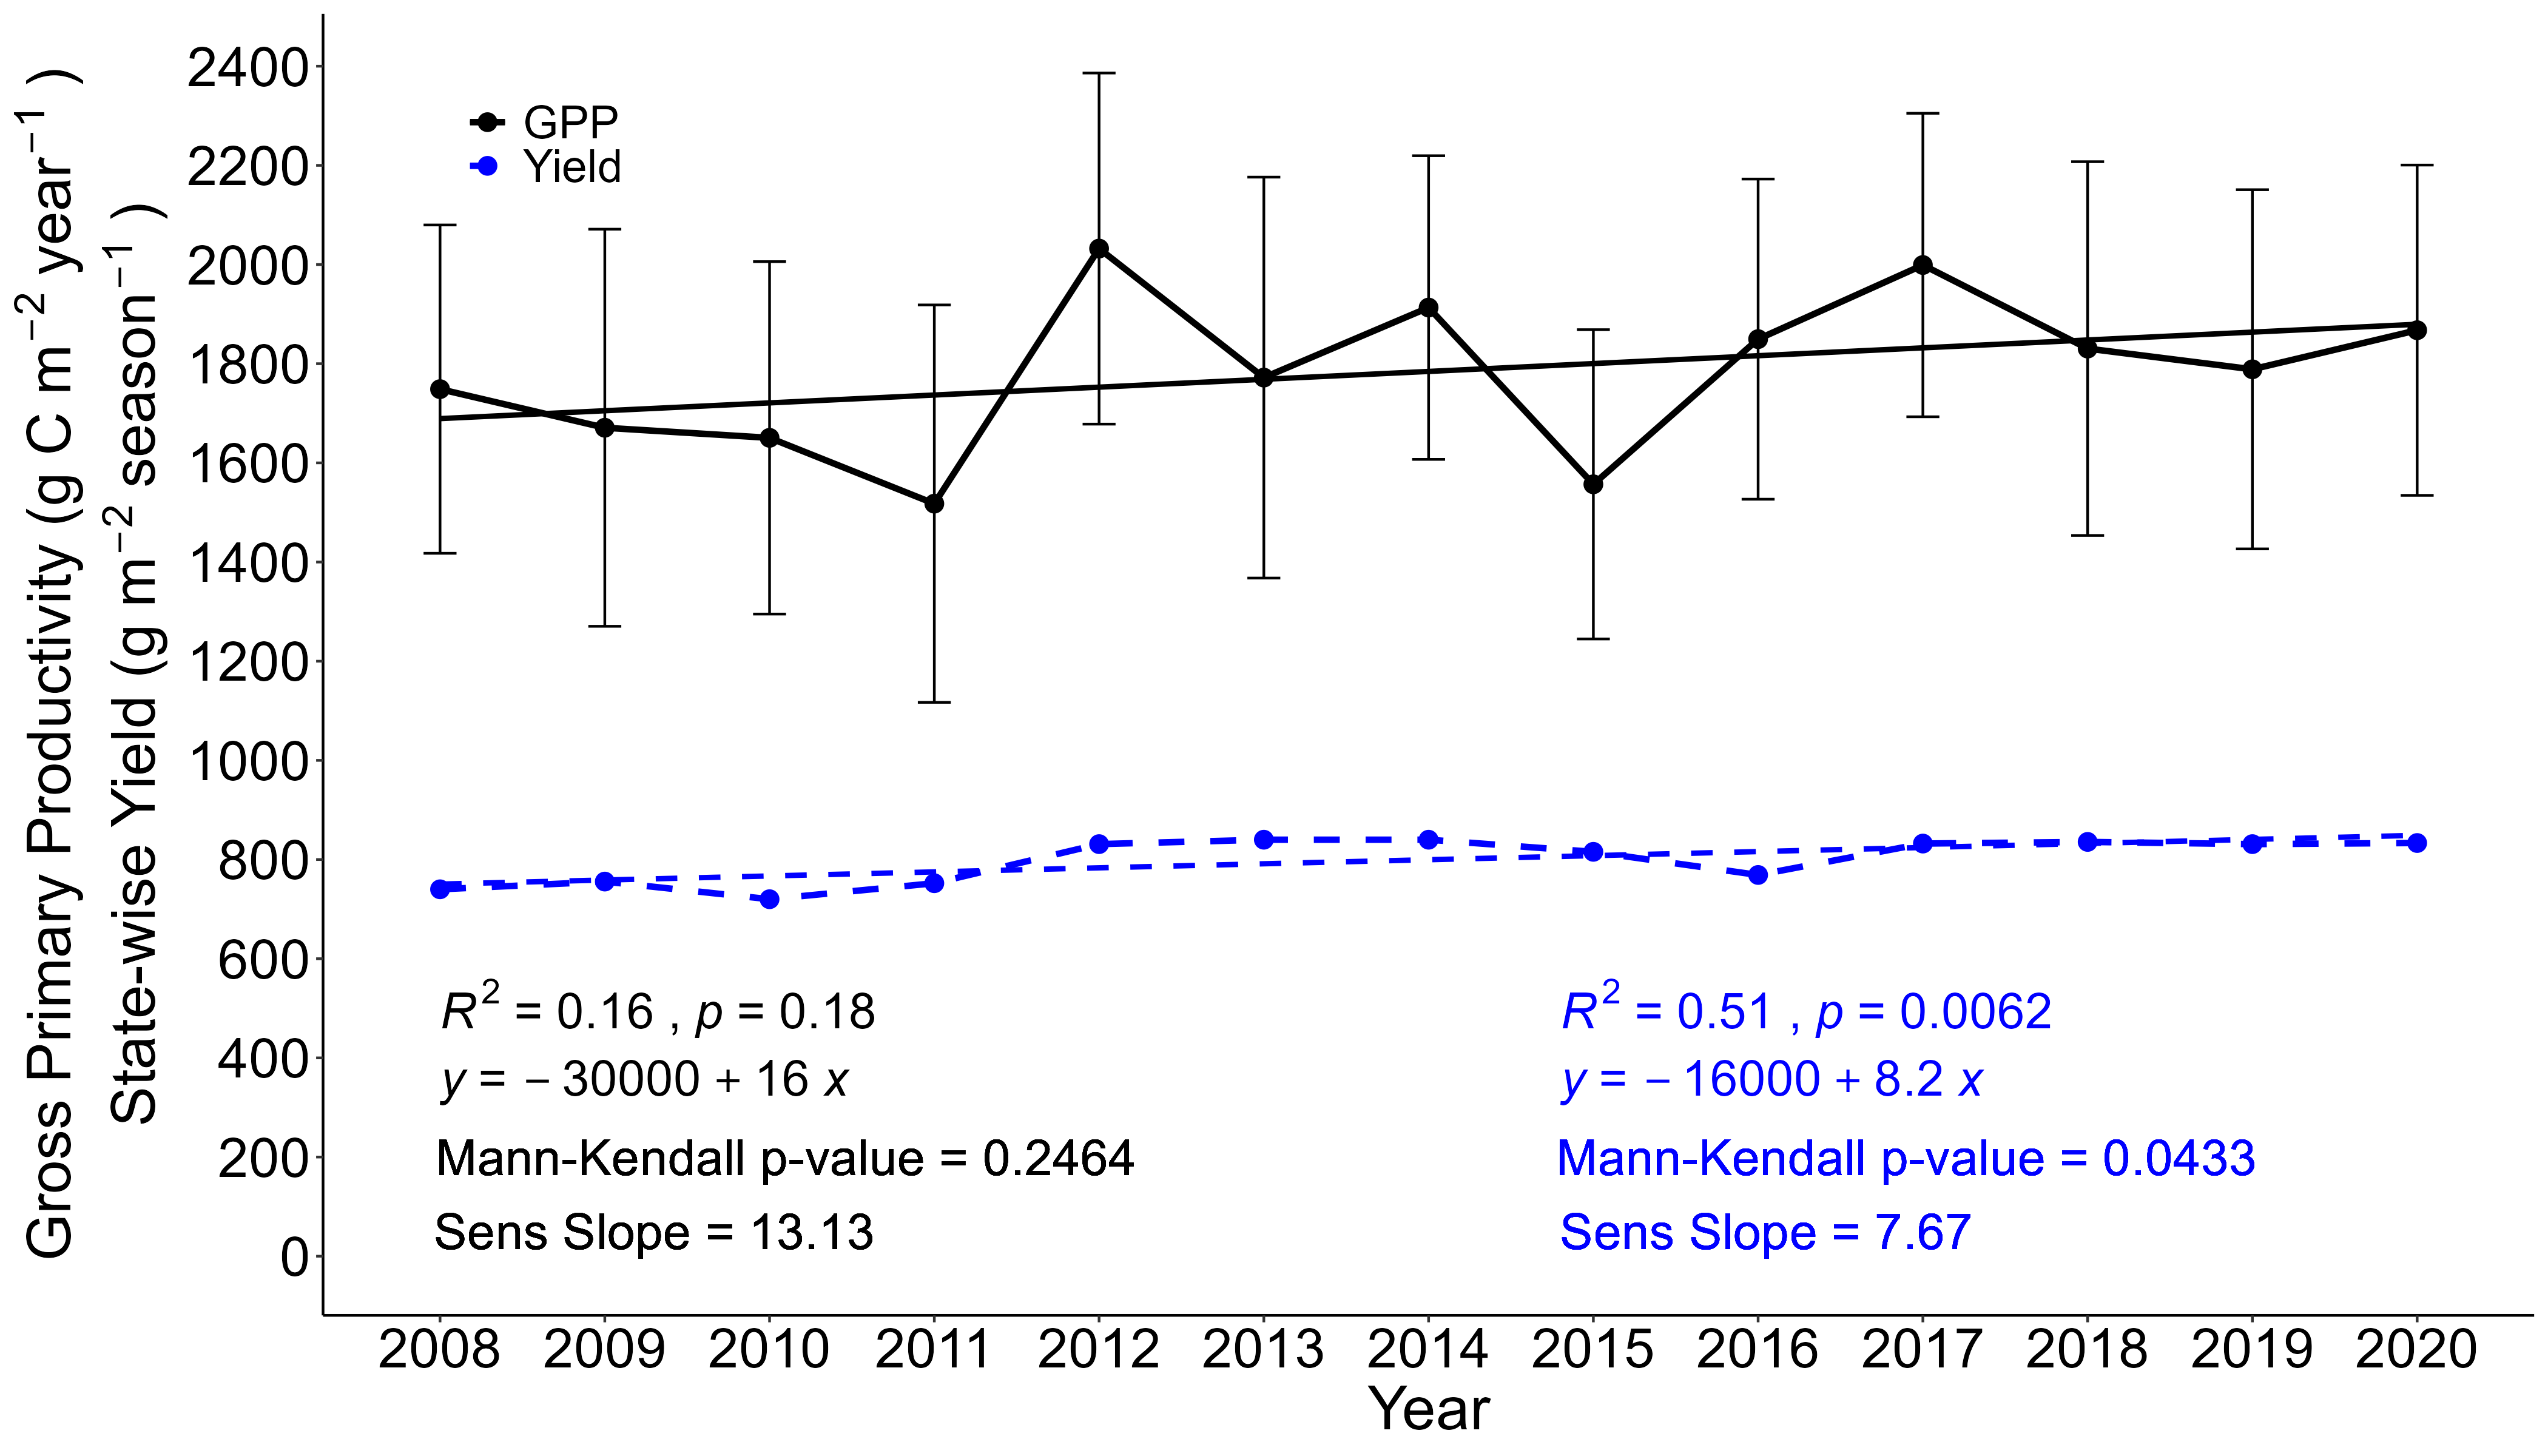 Gross Primary Productivity (g C m⁻² year⁻¹)
State-wise Yield (g m⁻² season⁻¹)
2400
2200
2000
1800
1600
1400
1200
1000
800
600
400
200
0
GPP
Yield
R² = 0.16 , p = 0.18
y = − 30000 + 16 x
Mann-Kendall p-value = 0.2464
Sens Slope = 13.13
R² = 0.51 , p = 0.0062
y = − 16000 + 8.2 x
Mann-Kendall p-value = 0.0433
Sens Slope = 7.67
2008 2009 2010 2011 2012 2013 2014 2015 2016 2017 2018 2019 2020
Year